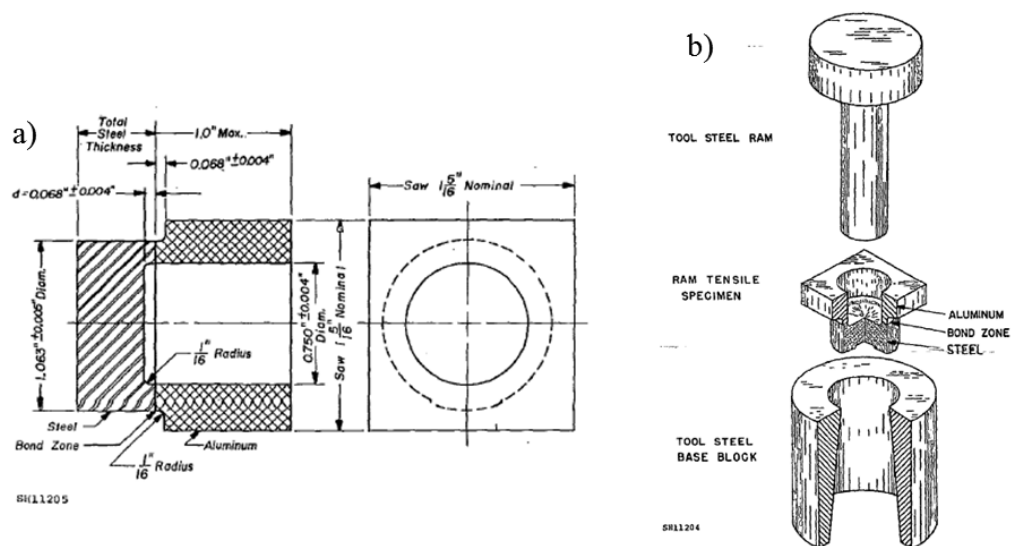 a)
Total
Steel
Thickness
1.0" Max.
0.068"±0.004"
d=0.068"±0.004"
Saw 1 5/16" Nominal
1.063"±0.005" Diam.
1/16" Radius
0.750"±0.004"
Diam.
Saw 1 5/16" Nominal
Steel
Bond Zone
1/16" Radius
Aluminum
SH11205
b)
TOOL STEEL RAM
RAM TENSILE
SPECIMEN
ALUMINUM
BOND ZONE
STEEL
TOOL STEEL
BASE BLOCK
SH11204